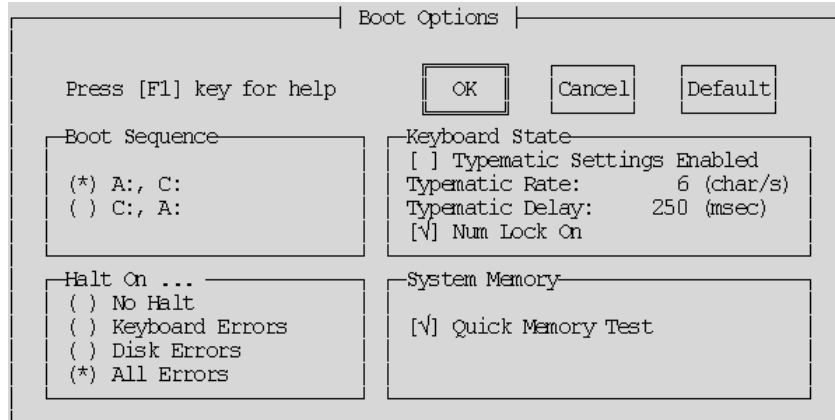 Boot Options
Press [F1] key for help
OK
Cancel
Default
Boot Sequence
(*) A:, C:
( ) C:, A:
Keyboard State
[ ] Typematic Settings Enabled
Typematic Rate: 6 (char/s)
Typematic Delay: 250 (msec)
[√] Num Lock On
Halt On ...
( ) No Halt
( ) Keyboard Errors
( ) Disk Errors
(*) All Errors
System Memory
[√] Quick Memory Test